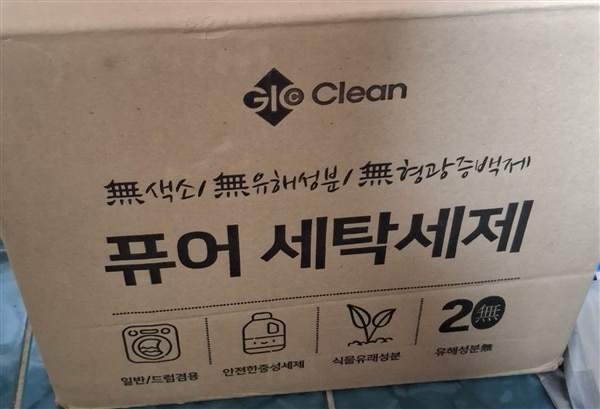 GIC Clean
無색소/ 無유해성분/ 無형광증백제
퓨어 세탁세제
20
無
일반/드럼겸용
안전한중성세제
식물유래성분
유해성분無